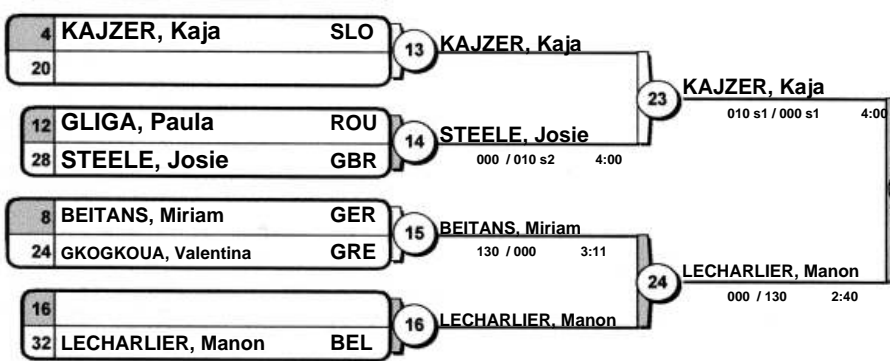 4 KAJZER, Kaja SLO
20
13 KAJZER, Kaja
12 GLIGA, Paula ROU
28 STEELE, Josie GBR
14 STEELE, Josie
000 / 010 s2 4:00
23 KAJZER, Kaja
010 s1 / 000 s1 4:00
8 BEITANS, Miriam GER
24 GKOGKOUA, Valentina GRE
15 BEITANS, Miriam
130 / 000 3:11
16
32 LECHARLIER, Manon BEL
16 LECHARLIER, Manon
24 LECHARLIER, Manon
000 / 130 2:40